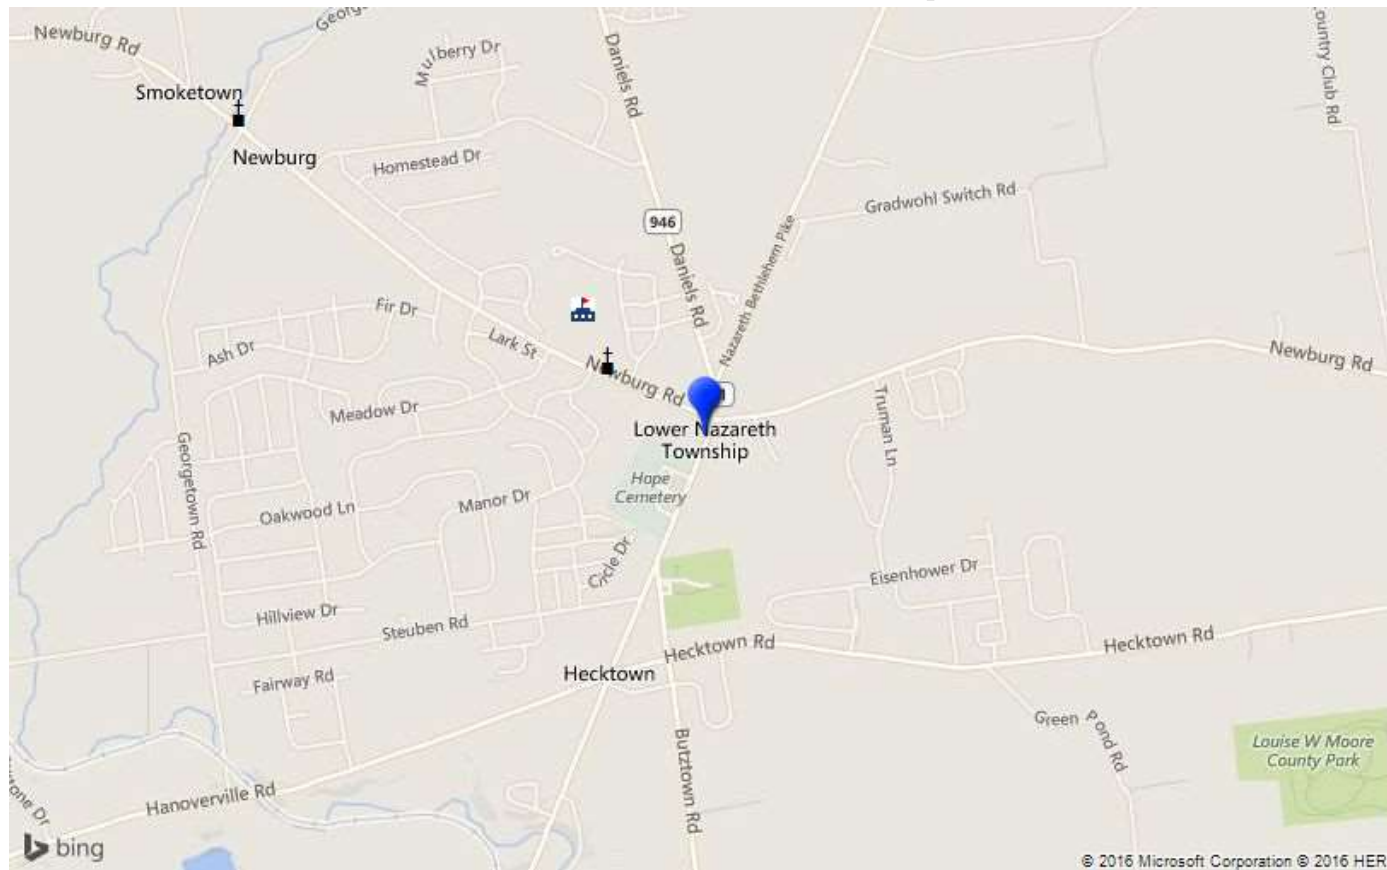 Newburg Rd
Smoketown
Newburg
Mulberry Dr
Homestead Dr
Daniels Rd
946
Daniels Rd
Nazareth Bethlehem Pike
Gradwohl Switch Rd
ountry Club Rd
Fir Dr
Ash Dr
Lark St
Newburg Rd
Newburg Rd
Meadow Dr
Lower Nazareth
Township
Hope
Cemetery
Truman Ln
Georgetown Rd
Oakwood Ln
Manor Dr
Circle Dr
Eisenhower Dr
Hillview Dr
Steuben Rd
Hecktown Rd
Hecktown Rd
Fairway Rd
Hecktown
Green Pond Rd
Louise W Moore
County Park
Butztown Rd
Hanoverville Rd
bing
© 2016 Microsoft Corporation © 2016 HER